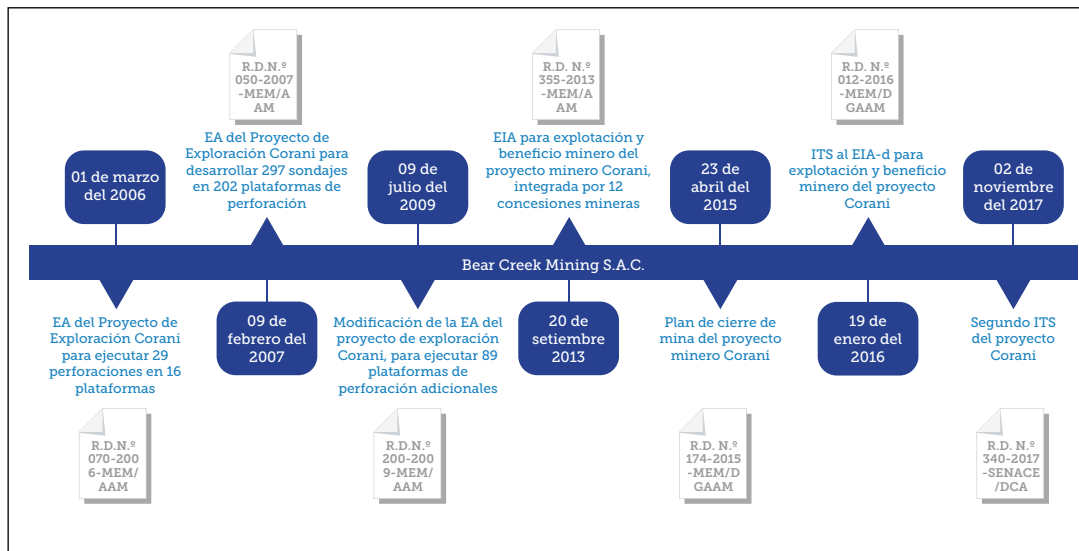 R.D.N.º
050-2007
-MEM/A
AM
R.D. N.º
355-2013
-MEM/A
AM
R.D. N.º
012-2016
-MEM/D
GAAM
01 de marzo
del 2006
EA del Proyecto de
Exploración Corani para
desarrollar 297 sondajes
en 202 plataformas de
perforación
09 de
julio del
2009
EIA para explotación y
beneficio minero del
proyecto minero Corani,
integrada por 12
concesiones mineras
23 de
abril del
2015
ITS al EIA-d para
explotación y beneficio
minero del proyecto
Corani
02 de
noviembre
del 2017
Bear Creek Mining S.A.C.
EA del Proyecto de
Exploración Corani
para ejecutar 29
perforaciones en 16
plataformas
09 de
febrero del
2007
Modificación de la EA del
proyecto de exploración
Corani, para ejecutar 89
plataformas de
perforación adicionales
20 de
setiembre
2013
Plan de cierre de
mina del proyecto
minero Corani
19 de
enero del
2016
Segundo ITS
del proyecto
Corani
R.D.N.º
070-200
6-MEM/
AAM
R.D.N.º
200-200
9-MEM/
AAM
R.D. N.º
174-2015
-MEM/D
GAAM
R.D. N.º
340-2017
-SENACE
/DCA